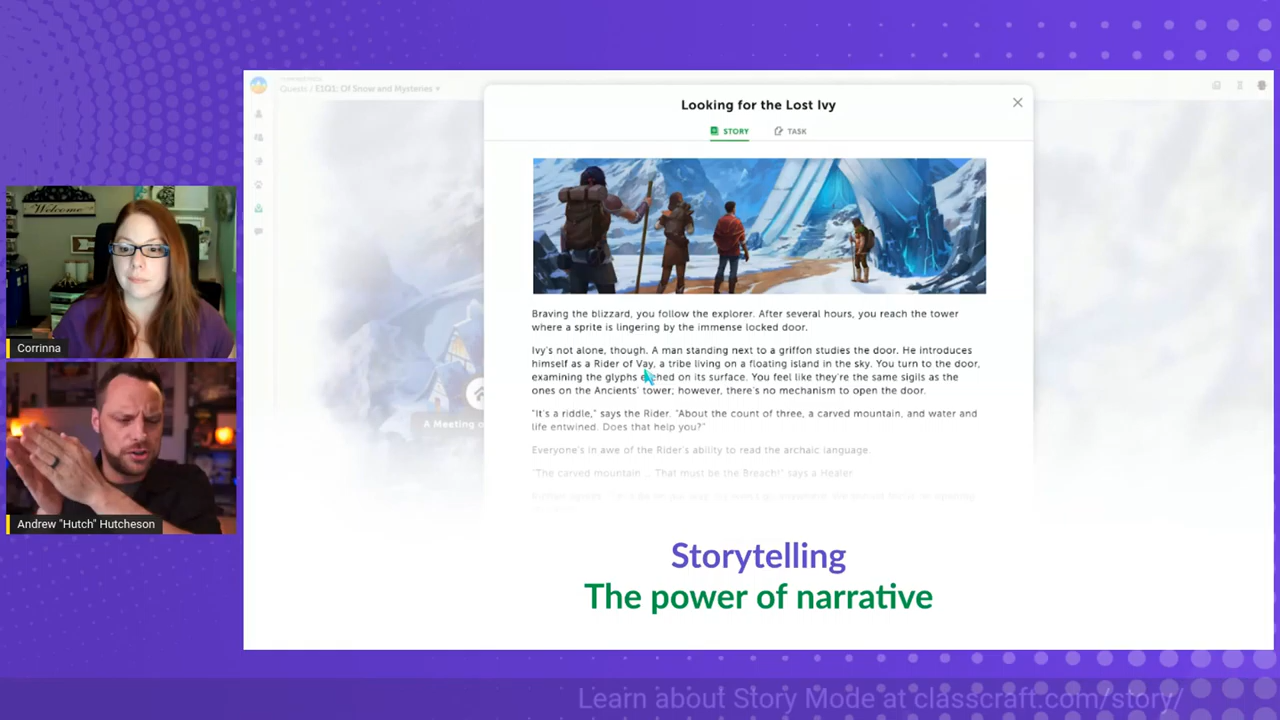 Quests / E1Q1: Of Snow and Mysteries
Looking for the Lost Ivy
STORY
TASK
Welcome
Braving the blizzard, you follow the explorer. After several hours, you reach the tower
where a sprite is lingering by the immense locked door.
Ivy's not alone, though. A man standing next to a griffon studies the door. He introduces
himself as a Rider of Vay, a tribe living on a floating island in the sky. You turn to the door,
examining the glyphs etched on its surface. You feel like they're the same sigils as the
ones on the Ancients' tower; however, there's no mechanism to open the door.
"It's a riddle," says the Rider. "About the count of three, a carved mountain, and water and
life entwined. Does that help you?"
Everyone's in awe of the Rider's ability to read the archaic language.
"The carved mountain ... That must be the Breach!" says a Healer
A Meeting o
Corrinna
Andrew "Hutch" Hutcheson
Storytelling
The power of narrative
Learn about Story Mode at classcraft.com/story/